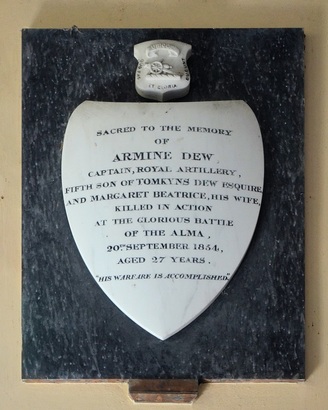 ET GLORIA
SACRED TO THE MEMORY
OF
ARMINE DEW
CAPTAIN, ROYAL ARTILLERY,
FIFTH SON OF TOMKYNS DEW ESQUIRE,
AND MARGARET BEATRICE, HIS WIFE,
KILLED IN ACTION
AT THE GLORIOUS BATTLE
OF THE ALMA,
20TH SEPTEMBER 1854,
AGED 27 YEARS.
"HIS WARFARE IS ACCOMPLISHED."